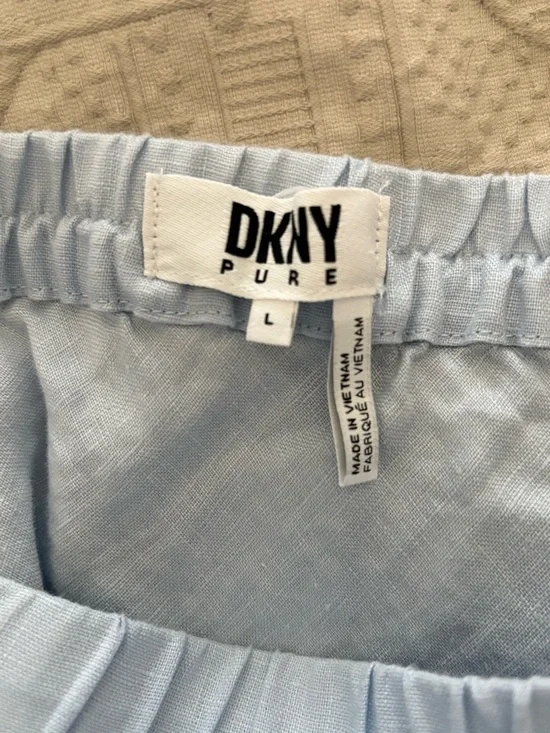 DKNY
PURE
L
MADE IN VIETNAM
FABRIQUÉ AU VIETNAM